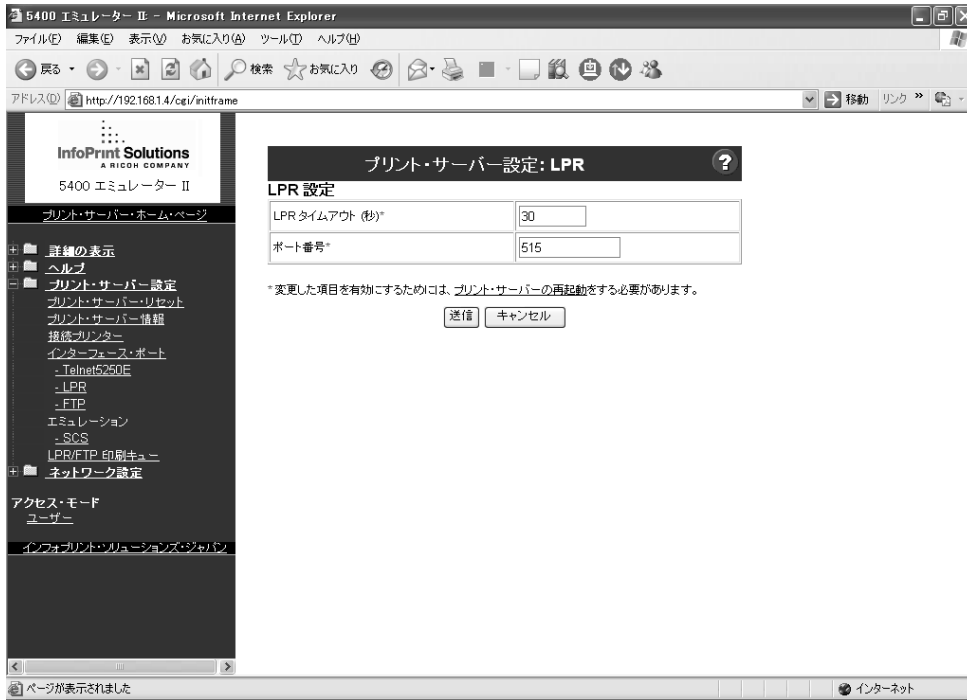 5400 エミュレーター II: - Microsoft Internet Explorer
ファイル(F) 編集(E) 表示(V) お気に入り(A) ツール(T) ヘルプ(H)
戻る 検索 お気に入り
アドレス(D) http://192.168.1.4/cgi/initframe 移動 リンク »
InfoPrint Solutions
A RICOH COMPANY
5400 エミュレーター II
プリント・サーバー・ホーム・ページ
詳細の表示
ヘルプ
プリント・サーバー設定
プリント・サーバー・リセット
プリント・サーバー情報
接続プリンター
インターフェース・ポート
- Telnet5250E
- LPR
- FTP
エミュレーション
- SCS
LPR/FTP 印刷キュー
ネットワーク設定
アクセス・モード
ユーザー
インフォプリント・ソリューションズ・ジャパン
プリント・サーバー設定: LPR ?
LPR 設定
LPR タイムアウト (秒)* 30
ポート番号* 515
*変更した項目を有効にするためには、プリント・サーバーの再起動をする必要があります。
送信 キャンセル
ページが表示されました インターネット